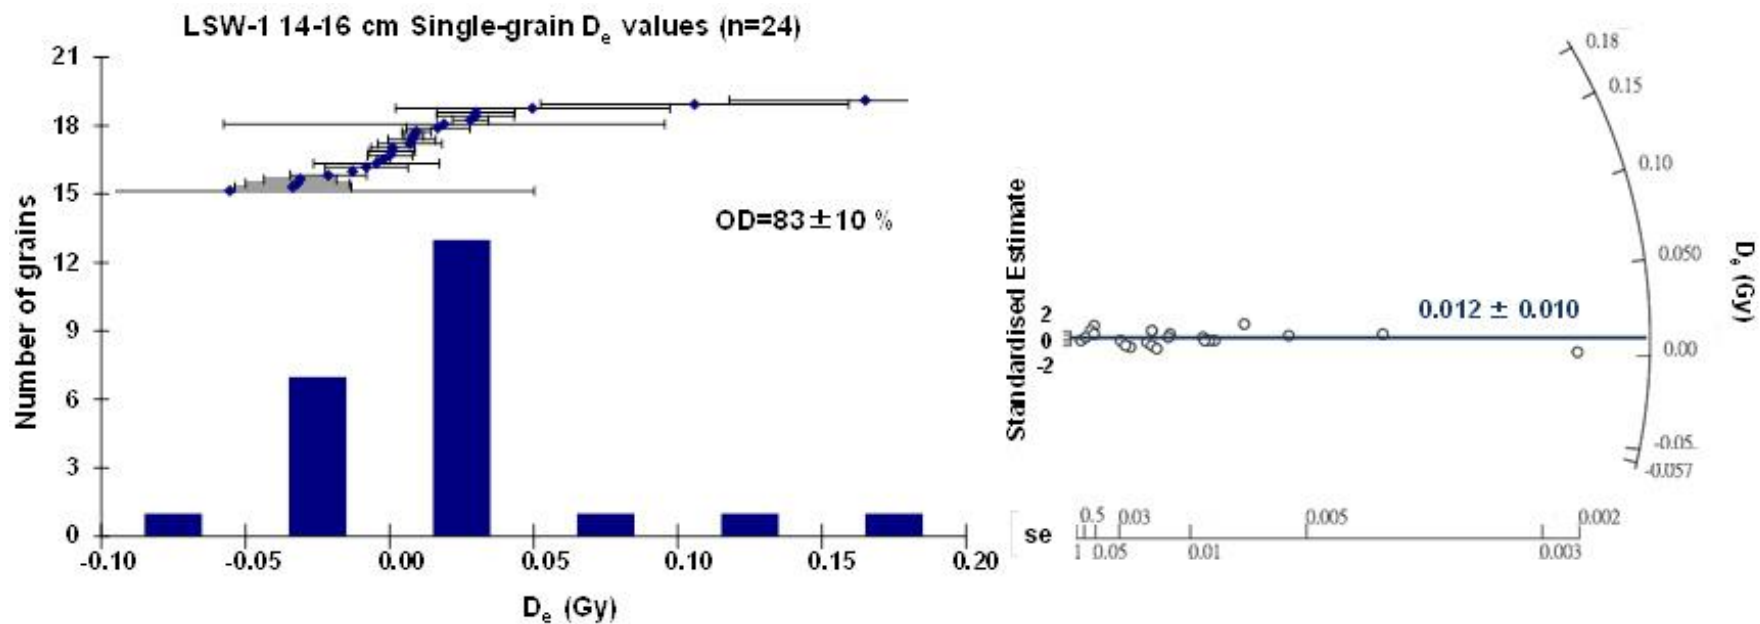 LSW-1 14-16 cm Single-grain De values (n=24)
21
18
15
12
9
6
3
0
Number of grains
OD=83±10 %
-0.10 -0.05 0.00 0.05 0.10 0.15 0.20
De (Gy)
Standardised Estimate
2
0
-2
0.012 ± 0.010
0.18
0.15
0.10
0.050
0.00
-0.05
-0.057
De (Gy)
se
0.5 0.03 0.005 0.002
1 0.05 0.01 0.003